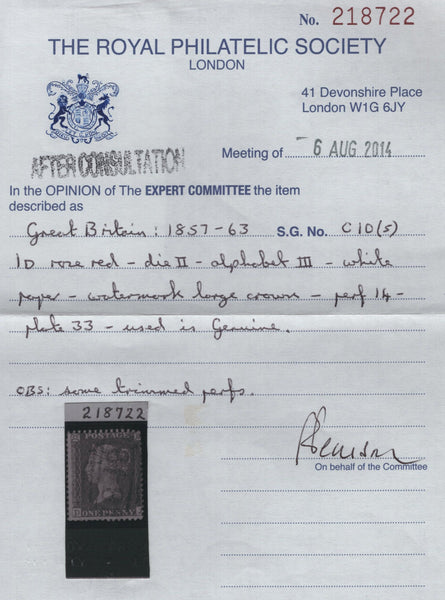 No. 218722
THE ROYAL PHILATELIC SOCIETY
LONDON
41 Devonshire Place
London W1G 6JY
AFTER CONSULTATION
Meeting of - 6 AUG 2014
In the OPINION of The EXPERT COMMITTEE the item
described as
Great Britain: 1857-63 S.G. No. C10(5)
1D rose red - die II - alphabet III - white
paper - watermark large crown - perf 14 -
plate 33 - used is Genuine.
OBS: some trimmed perfs.
218722
POSTAGE
ONE PENNY
On behalf of the Committee